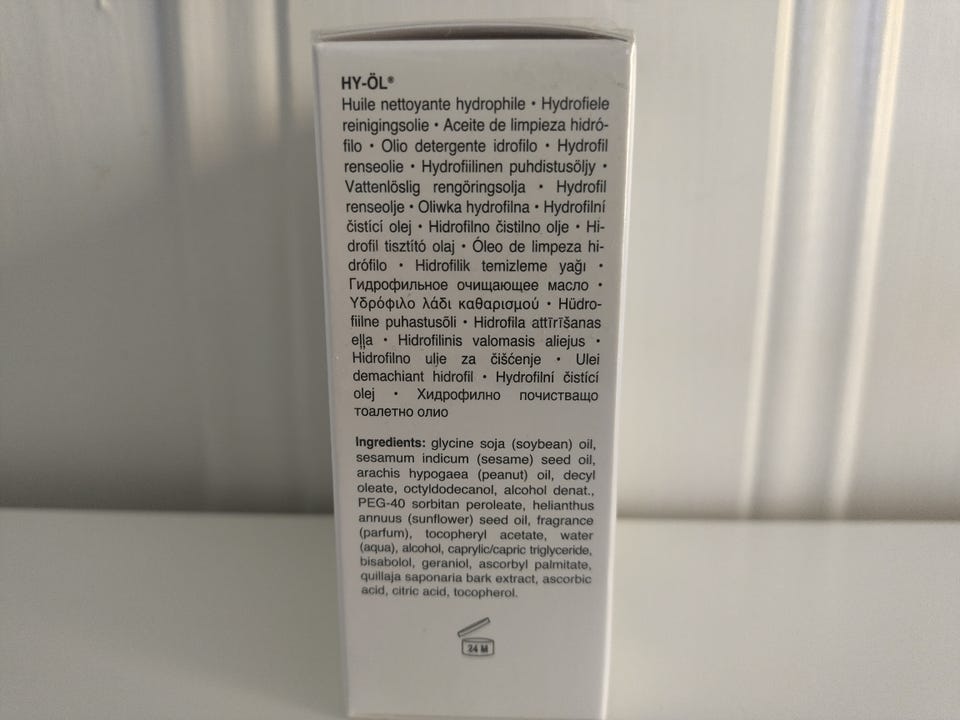 HY-ÖL®
Huile nettoyante hydrophile • Hydrofiele
reinigingsolie • Aceite de limpieza hidró-
filo • Olio detergente idrofilo • Hydrofil
renseolie • Hydrofiilinen puhdistusöljy •
Vattenlöslig rengöringsolja • Hydrofil
renseolje • Oliwka hydrofilna • Hydrofilní
čistící olej • Hidrofilno čistilno olje • Hi-
drofil tisztító olaj • Óleo de limpeza hi-
drófilo • Hidrofilik temizleme yağı •
Гидрофильное очищающее масло •
Υδρόφιλο λάδι καθαρισμού • Hüdro-
fiilne puhastusõli • Hidrofila attīrīšanas
eļļa • Hidrofilinis valomasis aliejus •
Hidrofilno ulje za čišćenje • Ulei
demachiant hidrofil • Hydrofilní čistící
olej • Хидрофилно почистващо
тоалетно олио
Ingredients: glycine soja (soybean) oil,
sesamum indicum (sesame) seed oil,
arachis hypogaea (peanut) oil, decyl
oleate, octyldodecanol, alcohol denat.,
PEG-40 sorbitan peroleate, helianthus
annuus (sunflower) seed oil, fragrance
(parfum), tocopheryl acetate, water
(aqua), alcohol, caprylic/capric triglyceride,
bisabolol, geraniol, ascorbyl palmitate,
quillaja saponaria bark extract, ascorbic
acid, citric acid, tocopherol.
24 M